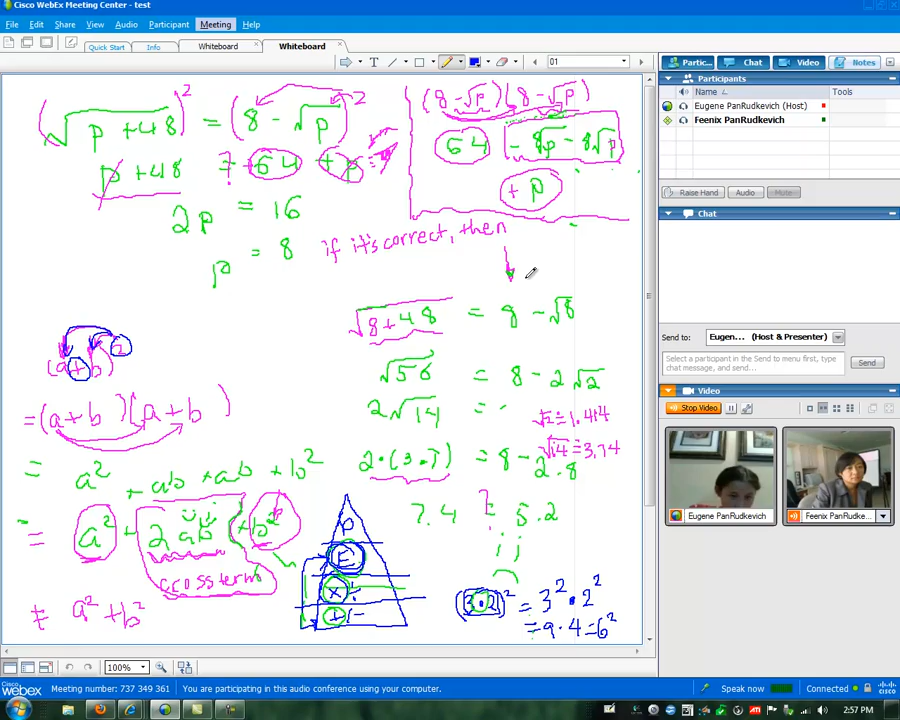 Cisco WebEx Meeting Center - test
File Edit Share View Audio Participant Meeting Help
Quick Start Info Whiteboard Whiteboard
T 01
(√p+48)² = (8-√p)²
p+48 = 64 + p
2p = 16
p = 8 if it's correct, then
(8-√p)(8-√p)
64 - 8√p - 8√p
+ p
√8+48 = 8 - √8
√56 = 8 - 2√2
2√14 =
√2=1.414
√14=3.74
2·(3.7) = 8-2.8
7.4 = 5.2
(a+b)²
=(a+b)(a+b)
= a² + ab + ab + b²
= a² + 2ab + b²
cross term
≠ a² + b²
P
E
× ÷
+ -
(3·2)² = 3²·2²
=9·4=6²
Partic... Chat Video Notes
Participants
Name Tools
Eugene PanRudkevich (Host)
Feenix PanRudkevich
Raise Hand Audio Mute
Chat
Send to: Eugen... (Host & Presenter)
Select a participant in the Send to menu first, type chat message, and send...
Send
Video
Stop Video
Eugene PanRudkevich Feenix PanRudke...
100%
webex Meeting number: 737 349 361 You are participating in this audio conference using your computer. Speak now Connected
2:57 PM